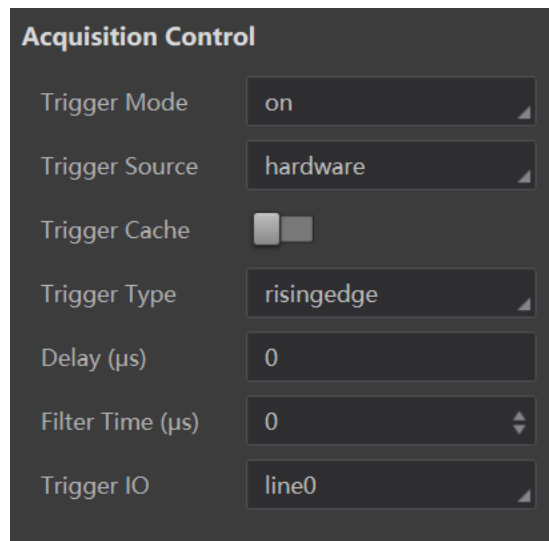 Acquisition Control
Trigger Mode on
Trigger Source hardware
Trigger Cache
Trigger Type risingedge
Delay (μs) 0
Filter Time (μs) 0
Trigger IO line0